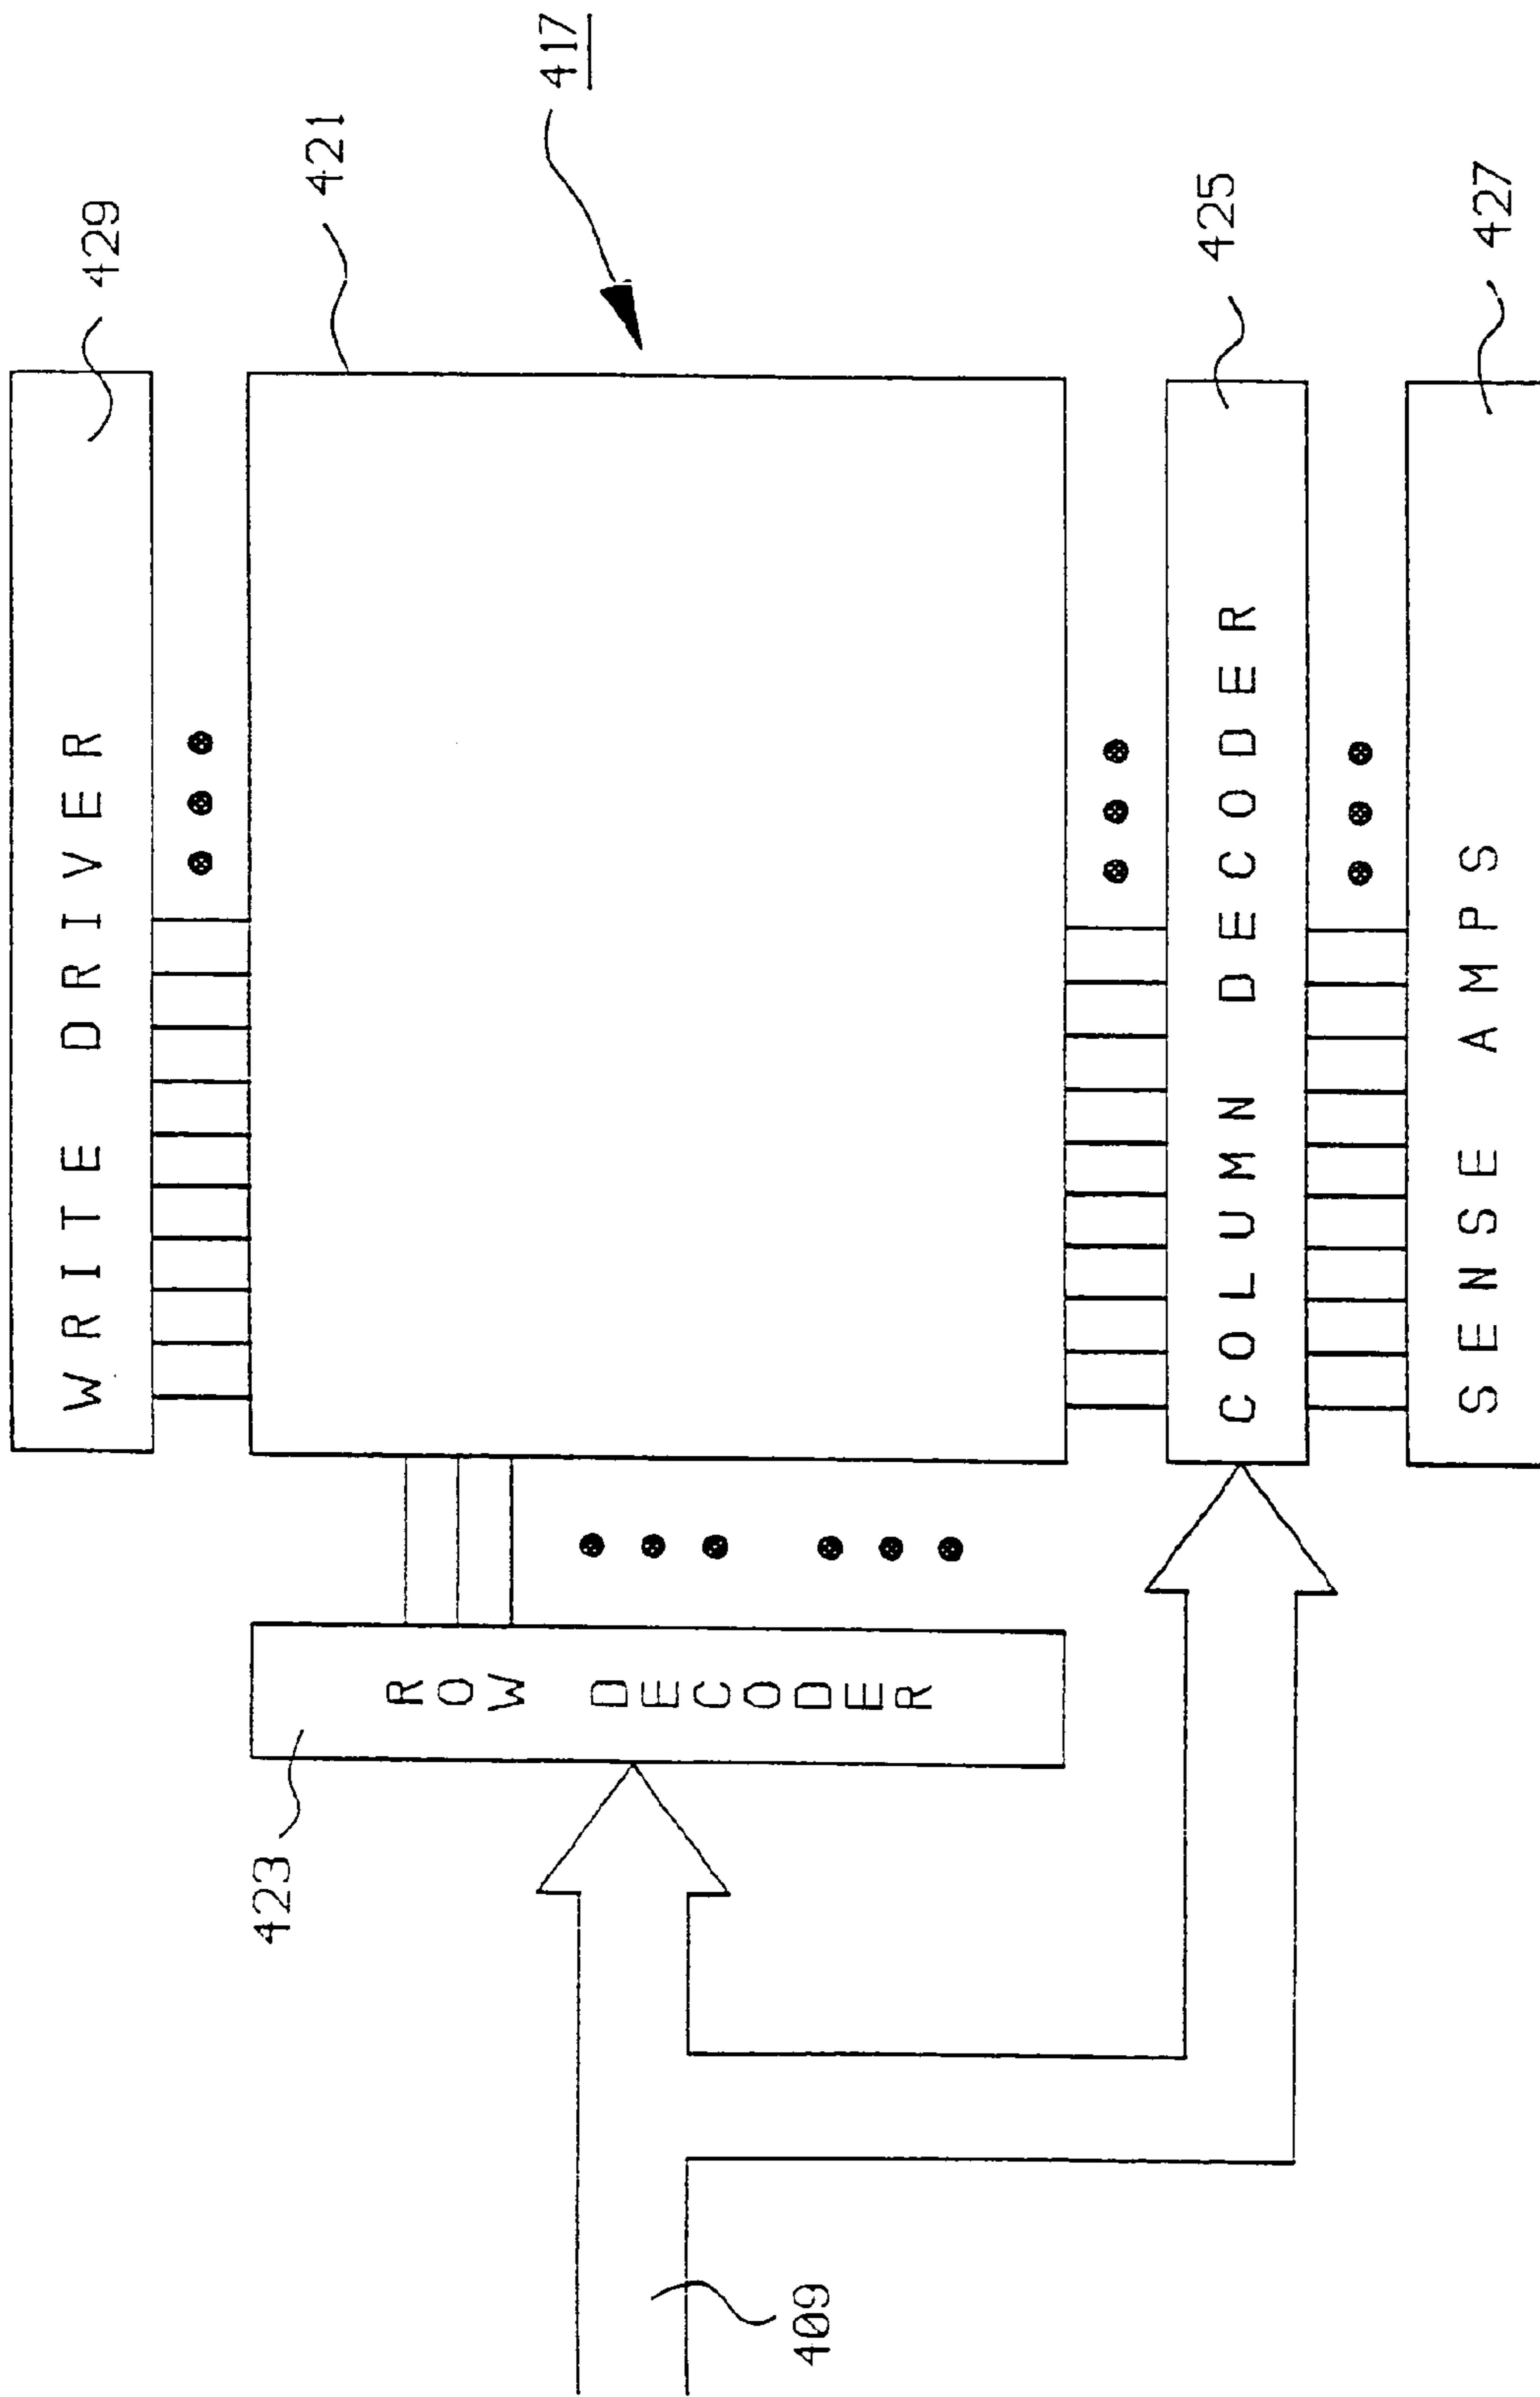 WRITE DRIVER
429
421
417
ROW DECODER
423
409
COLUMN DECODER
425
SENSE AMPS
427